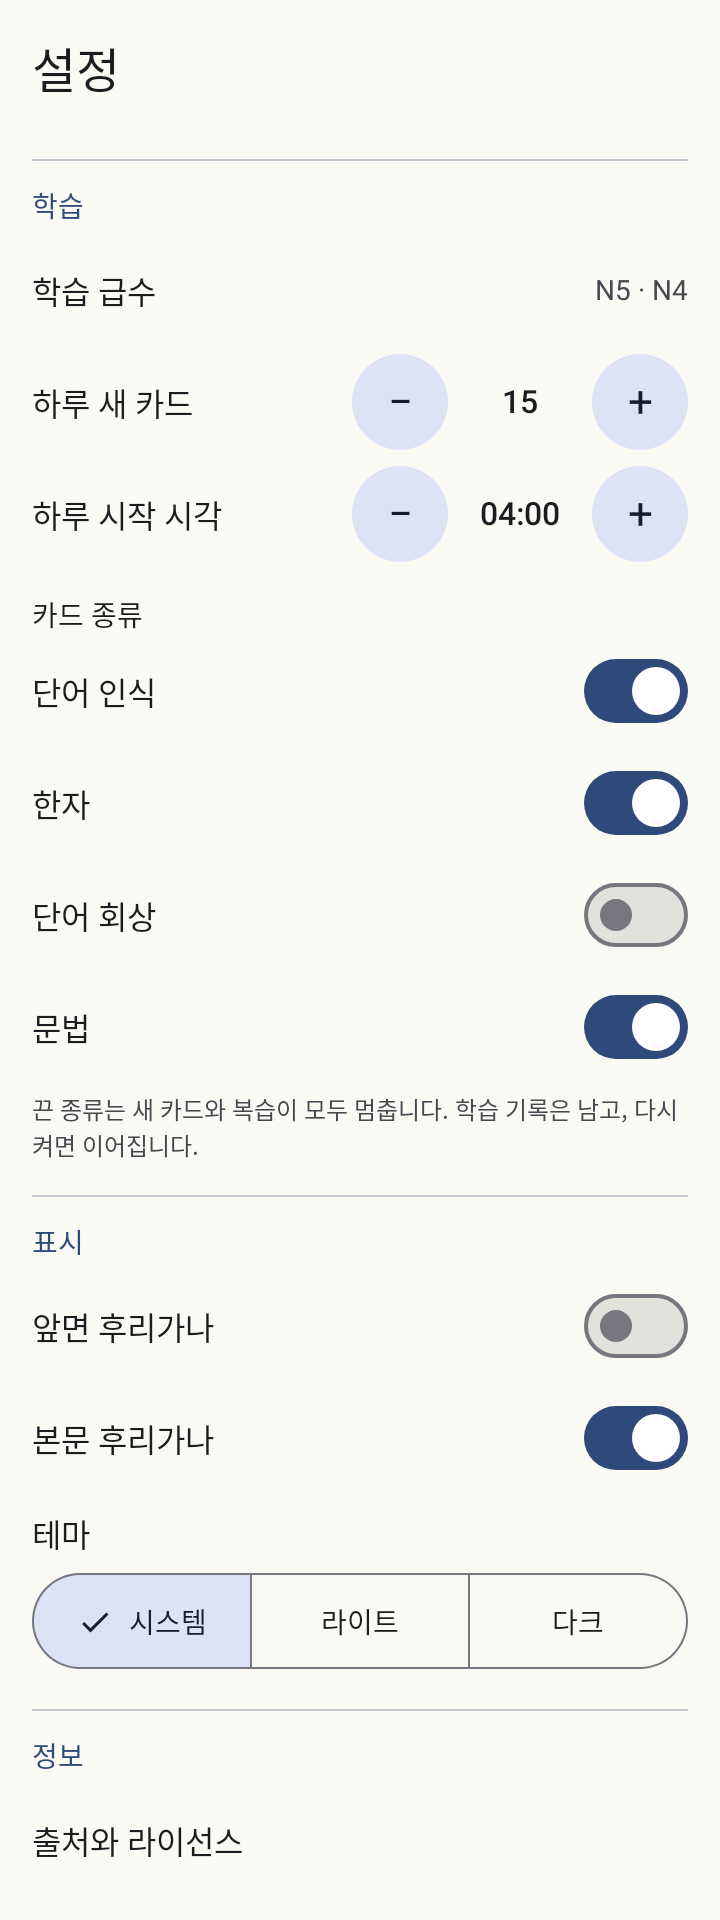 설정
학습
학습 급수 N5 · N4
하루 새 카드 − 15 +
하루 시작 시각 − 04:00 +
카드 종류
단어 인식
한자
단어 회상
문법
끈 종류는 새 카드와 복습이 모두 멈춥니다. 학습 기록은 남고, 다시
켜면 이어집니다.
표시
앞면 후리가나
본문 후리가나
테마
시스템 라이트 다크
정보
출처와 라이선스